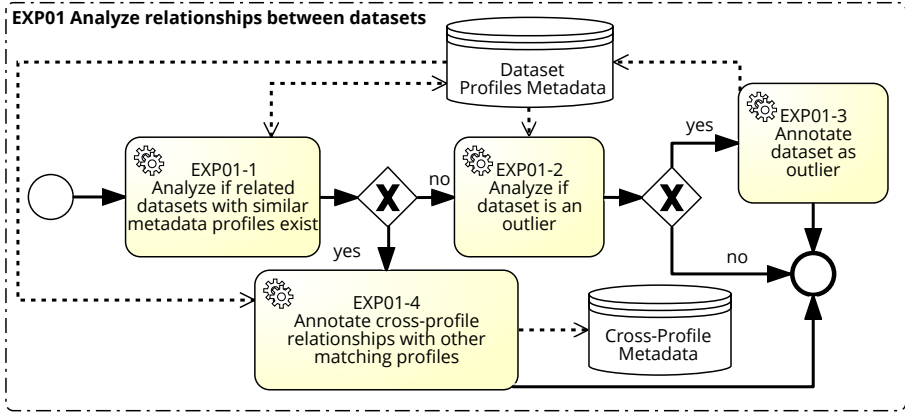 EXP01 Analyze relationships between datasets
Dataset
Profiles Metadata
EXP01-1
Analyze if related
datasets with similar
metadata profiles exist
X
no
yes
EXP01-2
Analyze if
dataset is an
outlier
X
yes
no
EXP01-3
Annotate
dataset as
outlier
EXP01-4
Annotate cross-profile
relationships with other
matching profiles
Cross-Profile
Metadata